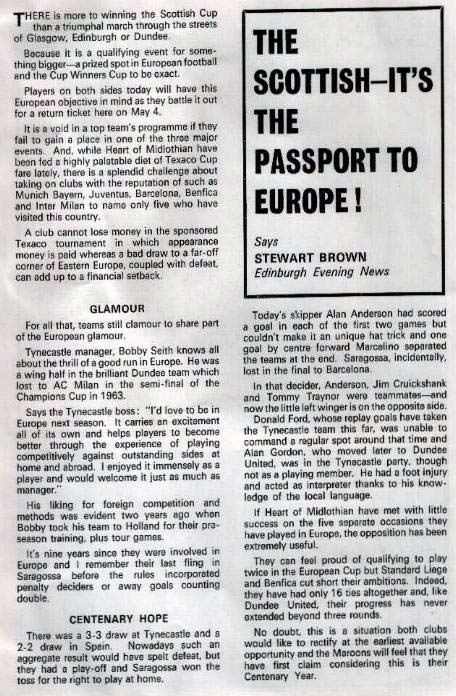 THERE is more to winning the Scottish Cup
than a triumphal march through the streets
of Glasgow, Edinburgh or Dundee.
Because it is a qualifying event for some-
thing bigger—a prized spot in European football
and the Cup Winners Cup to be exact.
Players on both sides today will have this
European objective in mind as they battle it out
for a return ticket here on May 4.
It is a void in a top team's programme if they
fail to gain a place in one of the three major
events. And, while Heart of Midlothian have
been fed a highly palatable diet of Texaco Cup
fare lately, there is a splendid challenge about
taking on clubs with the reputation of such as
Munich Bayern, Juventus, Barcelona, Benfica
and Inter Milan to name only five who have
visited this country.
A club cannot lose money in the sponsored
Texaco tournament in which appearance
money is paid whereas a bad draw to a far-off
corner of Eastern Europe, coupled with defeat,
can add up to a financial setback.
GLAMOUR
For all that, teams still clamour to share part
of the European glamour.
Tynecastle manager, Bobby Seith knows all
about the thrill of a good run in Europe. He was
a wing half in the brilliant Dundee team which
lost to AC Milan in the semi-final of the
Champions Cup in 1963.
Says the Tynecastle boss: "I'd love to be in
Europe next season. It carries an excitement
all of its own and helps players to become
better through the experience of playing
competitively against outstanding sides at
home and abroad. I enjoyed it immensely as a
player and would welcome it just as much as
manager."
His liking for foreign competition and
methods was evident two years ago when
Bobby took his team to Holland for their pre-
season training, plus tour games.
It's nine years since they were involved in
Europe and I remember their last fling in
Saragossa before the rules incorporated
penalty deciders or away goals counting
double.
CENTENARY HOPE
There was a 3-3 draw at Tynecastle and a
2-2 draw in Spain. Nowadays such an
aggregate result would have spelt defeat, but
they had a play-off and Saragossa won the
toss for the right to play at home.
THE
SCOTTISH—IT'S
THE
PASSPORT TO
EUROPE !
Says
STEWART BROWN
Edinburgh Evening News
Today's skipper Alan Anderson had scored
a goal in each of the first two games but
couldn't make it an unique hat trick and one
goal by centre forward Marcelino separated
the teams at the end. Saragossa, incidentally,
lost in the final to Barcelona.
In that decider, Anderson, Jim Cruickshank
and Tommy Traynor were teammates—and
now the little left winger is on the opposite side.
Donald Ford, whose replay goals have taken
the Tynecastle team this far, was unable to
command a regular spot around that time and
Alan Gordon, who moved later to Dundee
United, was in the Tynecastle party, though
not as a playing member. He had a foot injury
and acted as interpreter thanks to his know-
ledge of the local language.
If Heart of Midlothian have met with little
success on the five separate occasions they
have played in Europe, the opposition has been
extremely useful.
They can feel proud of qualifying to play
twice in the European Cup but Standard Liege
and Benfica cut short their ambitions. Indeed,
they have had only 16 ties altogether and, like
Dundee United, their progress has never
extended beyond three rounds.
No doubt, this is a situation both clubs
would like to rectify at the earliest available
opportunity and the Maroons will feel that they
have first claim considering this is their
Centenary Year.